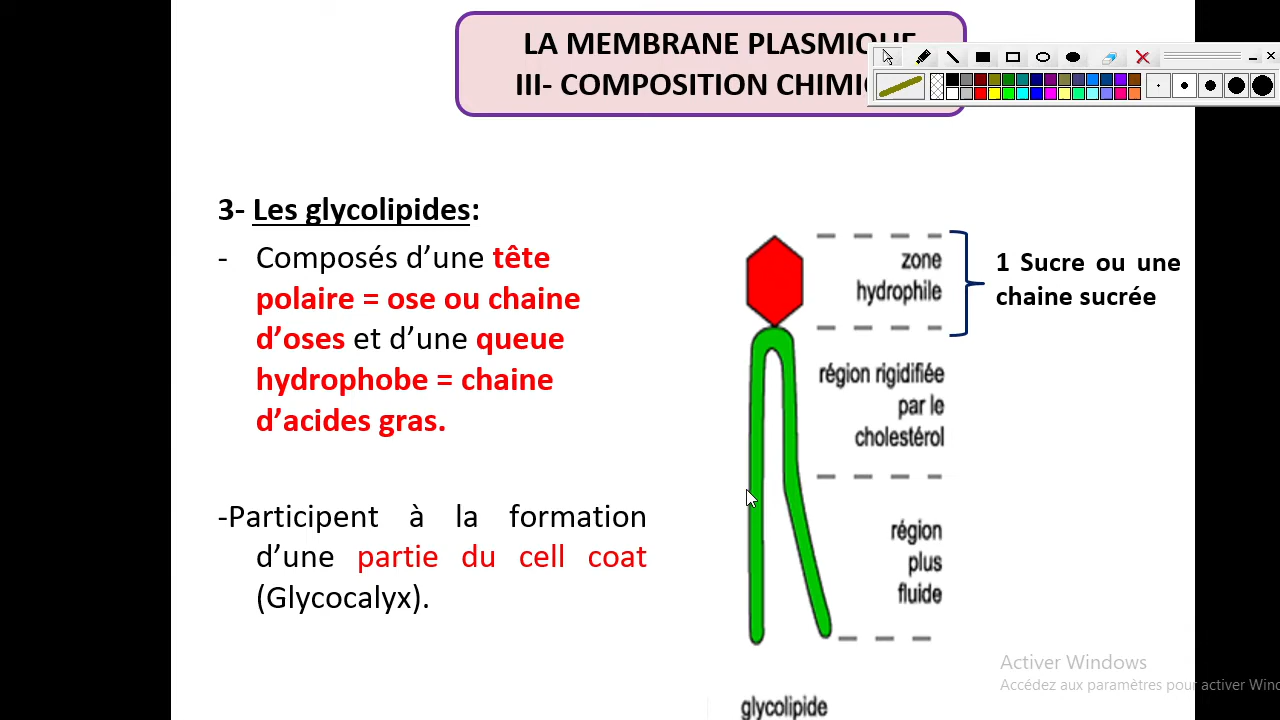 LA MEMBRANE PLASMIQUE
III- COMPOSITION CHIMI
3- Les glycolipides:
- Composés d’une tête
polaire = ose ou chaine
d’oses et d’une queue
hydrophobe = chaine
d’acides gras.
-Participent à la formation
d’une partie du cell coat
(Glycocalyx).
zone
hydrophile
1 Sucre ou une
chaine sucrée
région rigidifiée
par le
cholestérol
région
plus
fluide
glycolipide
Activer Windows
Accédez aux paramètres pour activer Wind